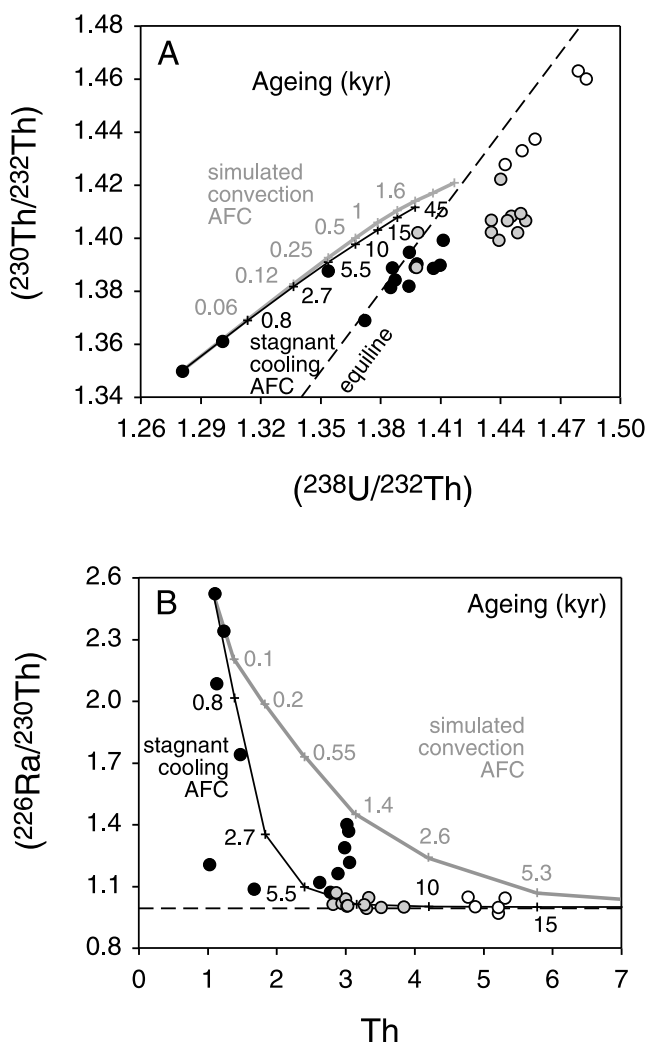 A
Ageing (kyr)
simulated
convection
AFC
0.06
0.12
0.25
0.5
1
1.6
0.8
2.7
5.5
10
15
45
stagnant
cooling
AFC
equiline
(230Th/232Th)
1.48
1.46
1.44
1.42
1.40
1.38
1.36
1.34
1.26
1.29
1.32
1.35
1.38
1.41
1.44
1.47
1.50
(238U/232Th)
B
Ageing (kyr)
simulated
convection
AFC
0.1
0.2
0.55
1.4
2.6
5.3
stagnant
cooling
AFC
0.8
2.7
5.5
10
15
(226Ra/230Th)
2.6
2.3
2.0
1.7
1.4
1.1
0.8
0
1
2
3
4
5
6
7
Th